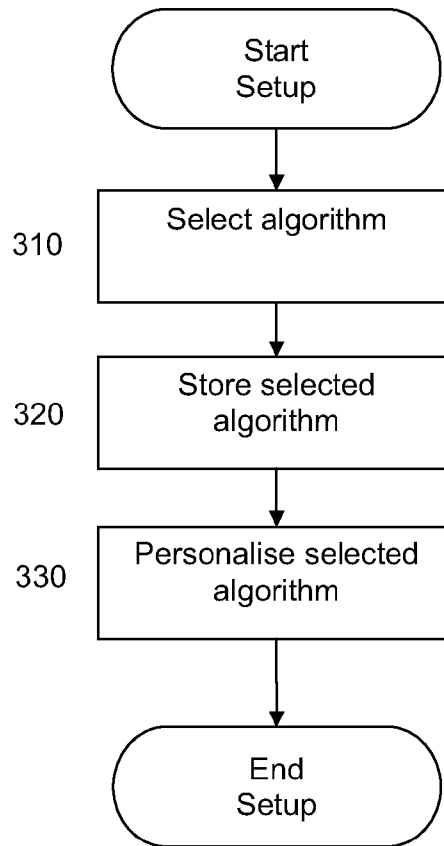 Start
Setup
310
Select algorithm
320
Store selected
algorithm
330
Personalise selected
algorithm
End
Setup